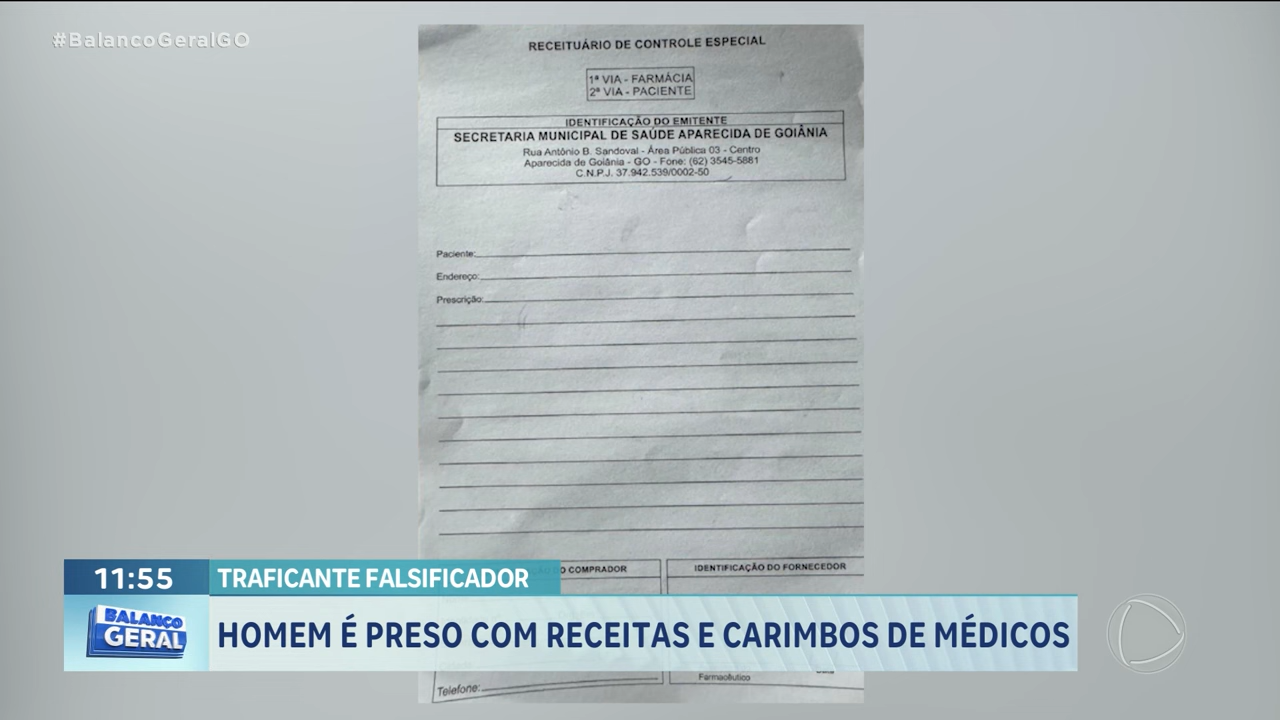 #BalancoGeralGO
RECEITUÁRIO DE CONTROLE ESPECIAL
1ª VIA - FARMÁCIA
2ª VIA - PACIENTE
IDENTIFICAÇÃO DO EMITENTE
SECRETARIA MUNICIPAL DE SAÚDE APARECIDA DE GOIÂNIA
Rua Antônio B. Sandoval - Área Pública 03 - Centro
Aparecida de Goiânia - GO - Fone: (62) 3545-5881
C.N.P.J. 37.942.539/0002-50
Paciente:
Endereço:
Prescrição:
O COMPRADOR
IDENTIFICAÇÃO DO FORNECEDOR
11:55
TRAFICANTE FALSIFICADOR
BALANÇO
GERAL
HOMEM É PRESO COM RECEITAS E CARIMBOS DE MÉDICOS
Farmacêutico
Telefone: